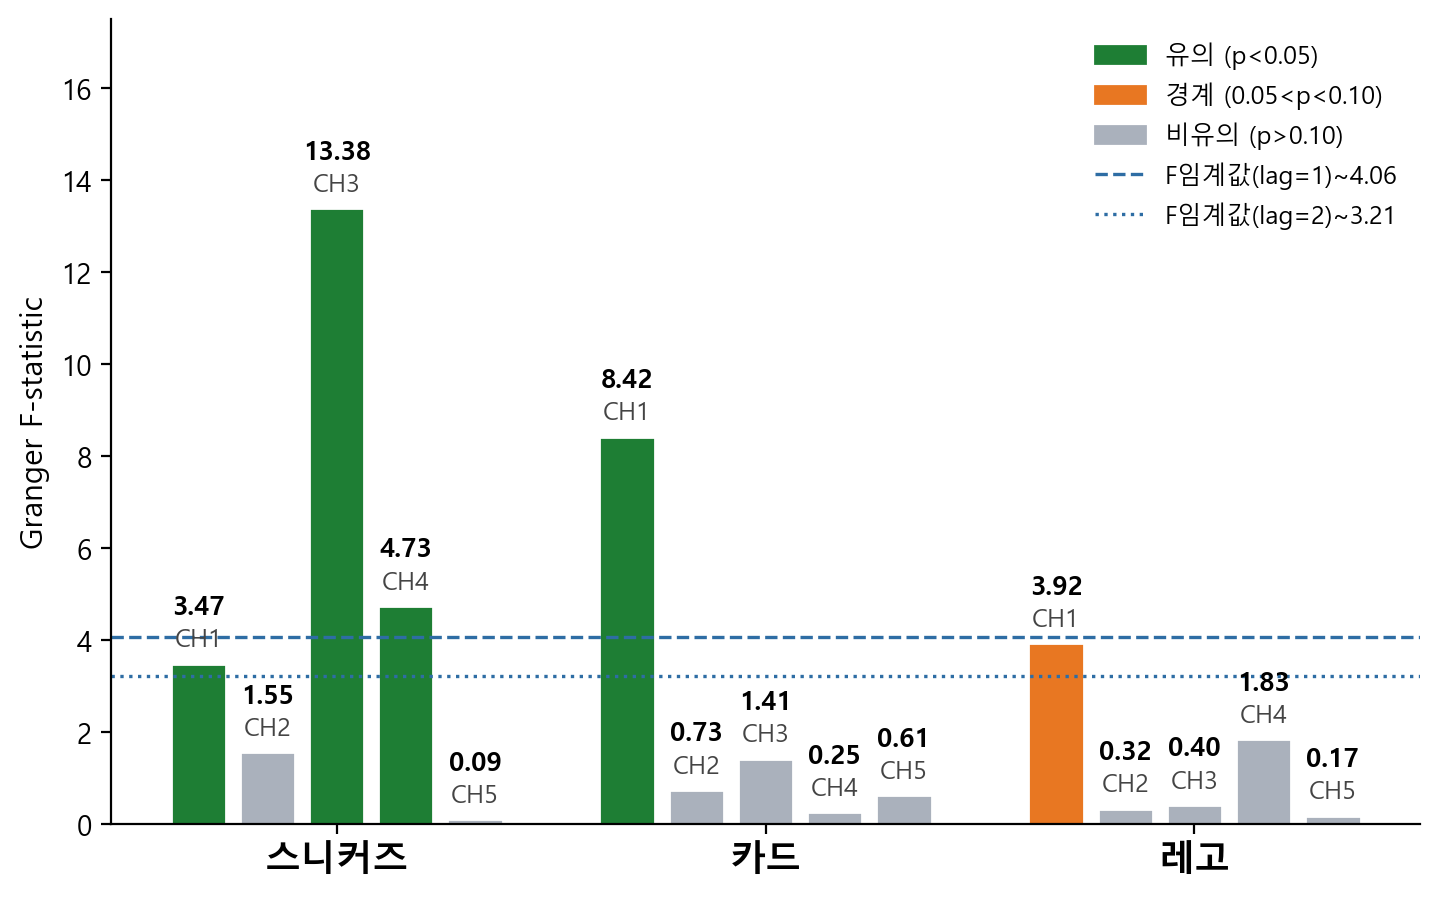 유의 (p<0.05)
경계 (0.05<p<0.10)
비유의 (p>0.10)
F임계값(lag=1)~4.06
F임계값(lag=2)~3.21
Granger F-statistic
16
14
12
10
8
6
4
2
0
3.47
CH1
1.55
CH2
13.38
CH3
4.73
CH4
0.09
CH5
8.42
CH1
0.73
CH2
1.41
CH3
0.25
CH4
0.61
CH5
3.92
CH1
0.32
CH2
0.40
CH3
1.83
CH4
0.17
CH5
스니커즈
카드
레고